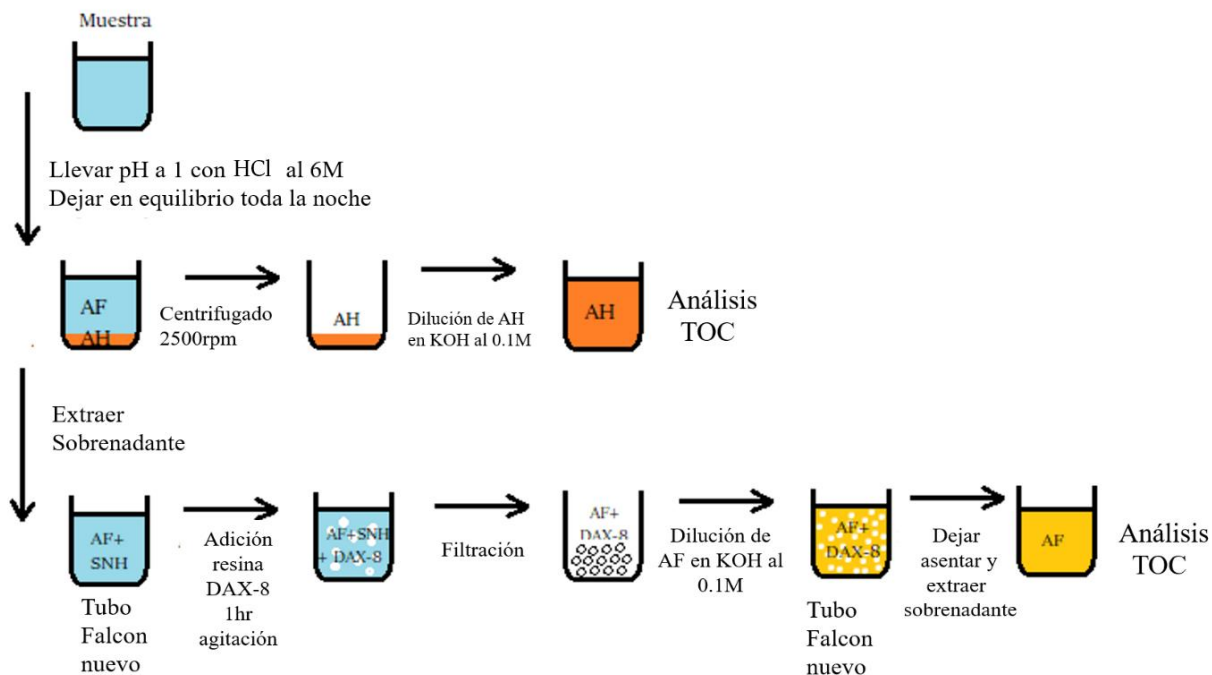 Muestra
Llevar pH a 1 con HCl al 6M
Dejar en equilibrio toda la noche
AF
AH
Centrifugado
2500rpm
AH
Dilución de AH
en KOH al 0.1M
AH
Análisis
TOC
Extraer
Sobrenadante
AF+
SNH
Tubo
Falcon
nuevo
Adición
resina
DAX-8
1hr
agitación
AF+SNH
+ DAX-8
Filtración
AF+
DAX-8
Dilución de
AF en KOH al
0.1M
AF+
DAX-8
Tubo
Falcon
nuevo
Dejar
asentar y
extraer
sobrenadante
AF
Análisis
TOC